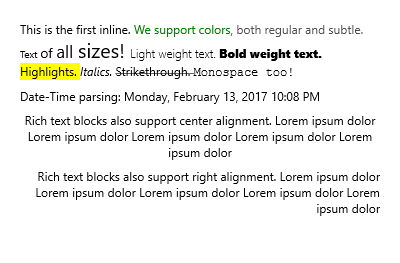 This is the first inline. We support colors, both regular and subtle.
Text of all sizes! Light weight text. Bold weight text.
Highlights. Italics. Strikethrough. Monospace too!
Date-Time parsing: Monday, February 13, 2017 10:08 PM
Rich text blocks also support center alignment. Lorem ipsum dolor
Lorem ipsum dolor Lorem ipsum dolor Lorem ipsum dolor Lorem
ipsum dolor
Rich text blocks also support right alignment. Lorem ipsum dolor
Lorem ipsum dolor Lorem ipsum dolor Lorem ipsum dolor Lorem
ipsum dolor